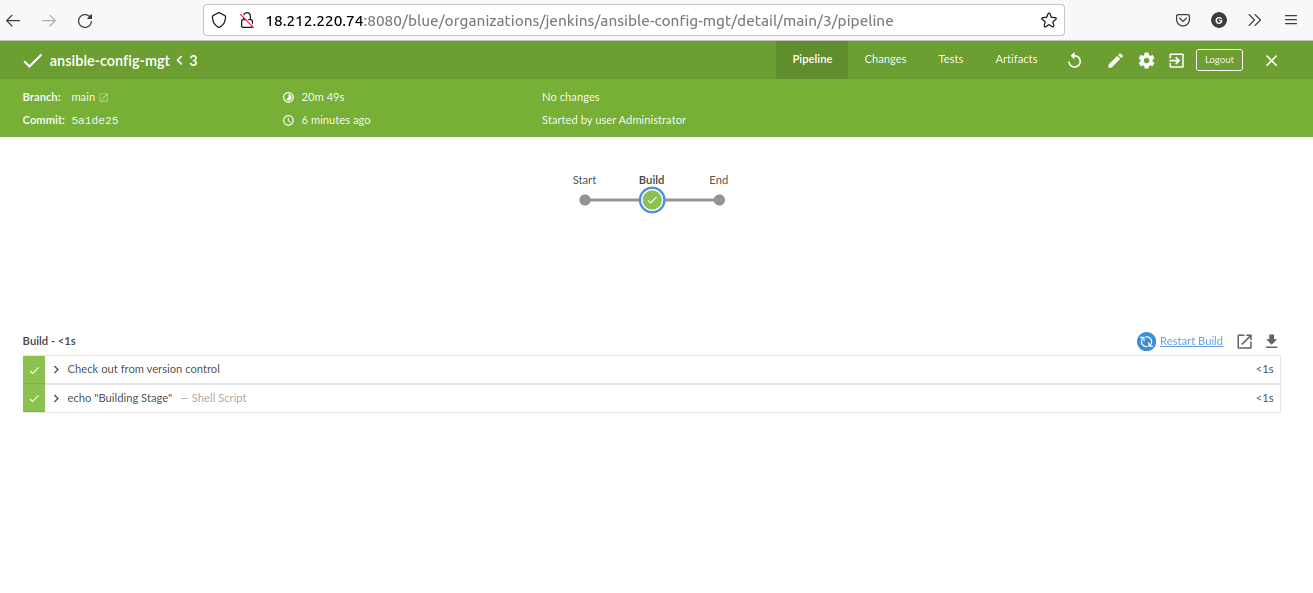 18.212.220.74:8080/blue/organizations/jenkins/ansible-config-mgt/detail/main/3/pipeline
G
ansible-config-mgt < 3 Pipeline Changes Tests Artifacts Logout
Branch: main 20m 49s No changes
Commit: 5a1de25 6 minutes ago Started by user Administrator
Start Build End
Build - <1s Restart Build
Check out from version control <1s
echo "Building Stage" — Shell Script <1s